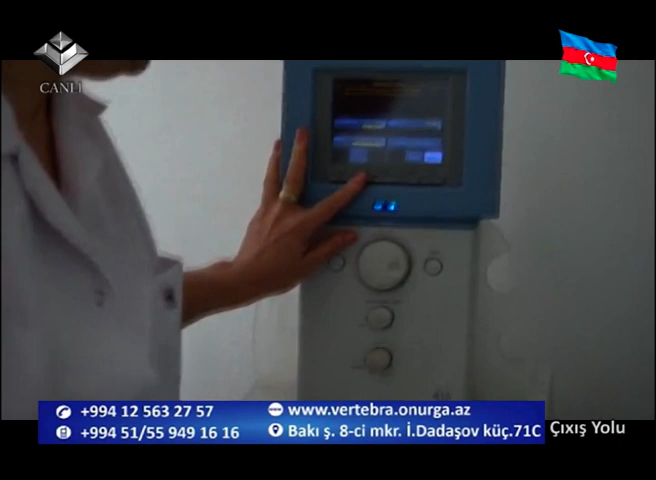 CANLI
+994 12 563 27 57
www.vertebra.onurga.az
+994 51/55 949 16 16
Bakı ş. 8-ci mkr. İ.Dadaşov küç.71C
Çıxış Yolu